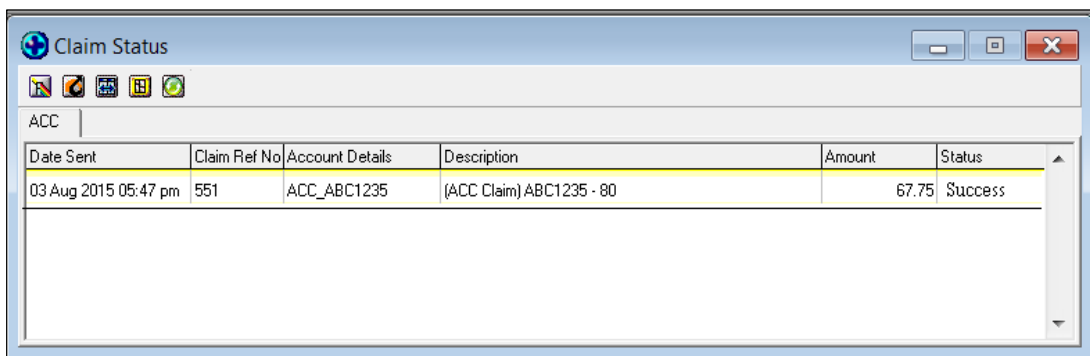 Claim Status
ACC
Date Sent Claim Ref No Account Details Description Amount Status
03 Aug 2015 05:47 pm 551 ACC_ABC1235 (ACC Claim) ABC1235 - 80 67.75 Success